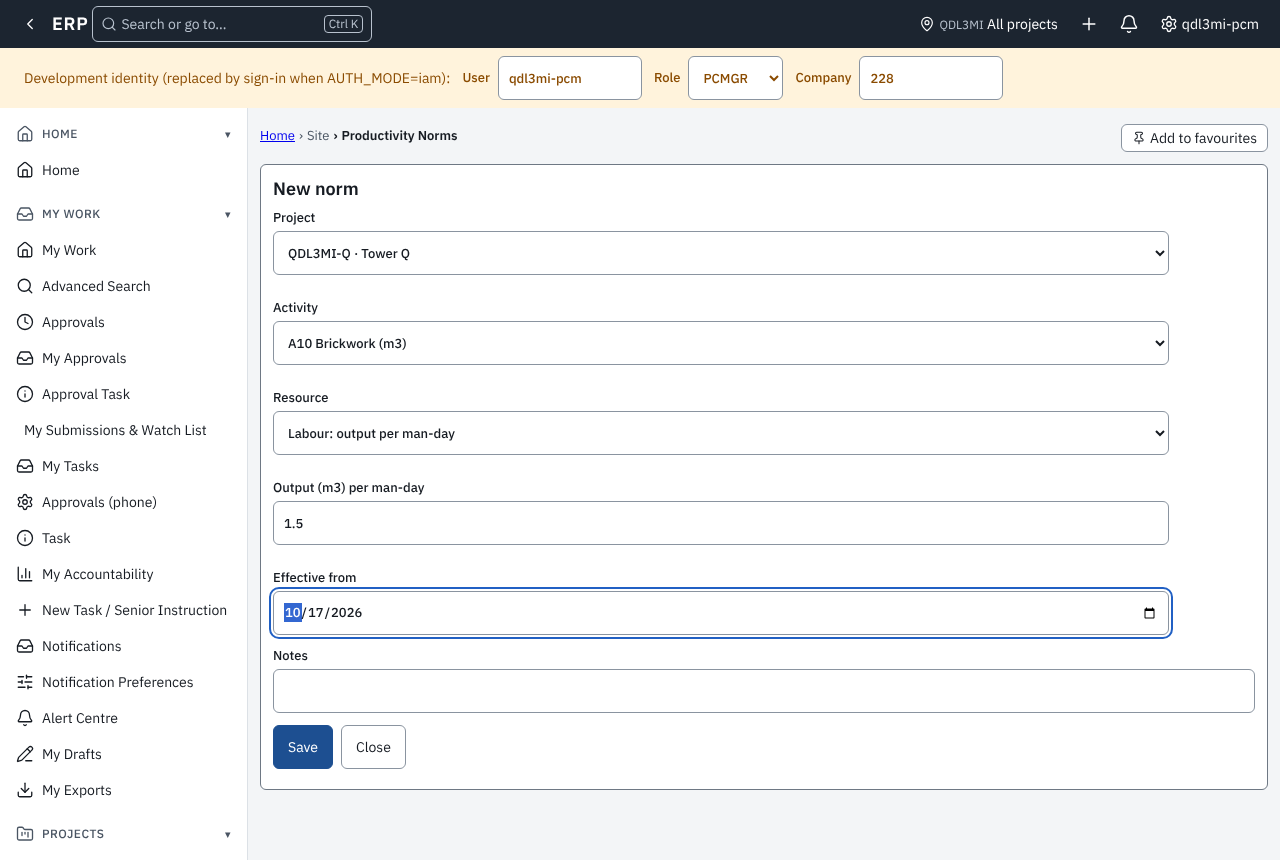 ERP
Search or go to...
Ctrl K
QDL3MI All projects
qdl3mi-pcm
Development identity (replaced by sign-in when AUTH_MODE=iam):
User
qdl3mi-pcm
Role
PCMGR
Company
228
HOME
Home
MY WORK
My Work
Advanced Search
Approvals
My Approvals
Approval Task
My Submissions & Watch List
My Tasks
Approvals (phone)
Task
My Accountability
New Task / Senior Instruction
Notifications
Notification Preferences
Alert Centre
My Drafts
My Exports
PROJECTS
Home › Site › Productivity Norms
Add to favourites
New norm
Project
QDL3MI-Q · Tower Q
Activity
A10 Brickwork (m3)
Resource
Labour: output per man-day
Output (m3) per man-day
1.5
Effective from
10/17/2026
Notes
Save
Close